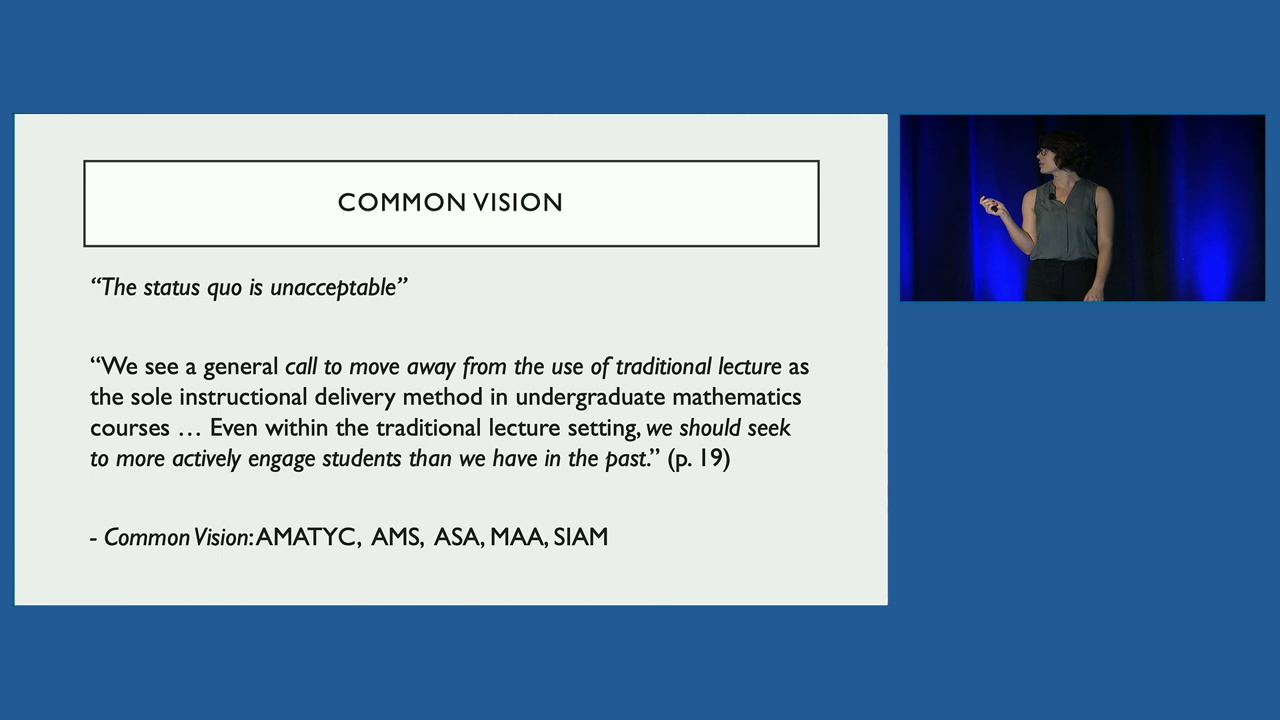 COMMON VISION
“The status quo is unacceptable”
“We see a general call to move away from the use of traditional lecture as
the sole instructional delivery method in undergraduate mathematics
courses … Even within the traditional lecture setting, we should seek
to more actively engage students than we have in the past.” (p. 19)
- Common Vision: AMATYC, AMS, ASA, MAA, SIAM